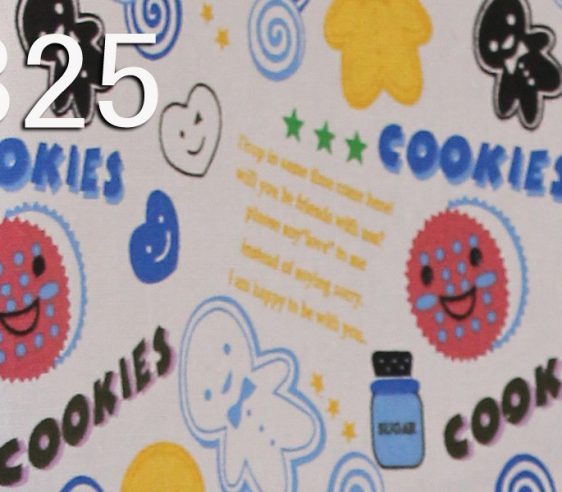 325
COOKIES
OKIES
Drop in some time come here!
will you be friends with us?
please say"love" to me
instead of saying sorry.
I am happy to be with you.
COOKIES
SUGAR
COOK